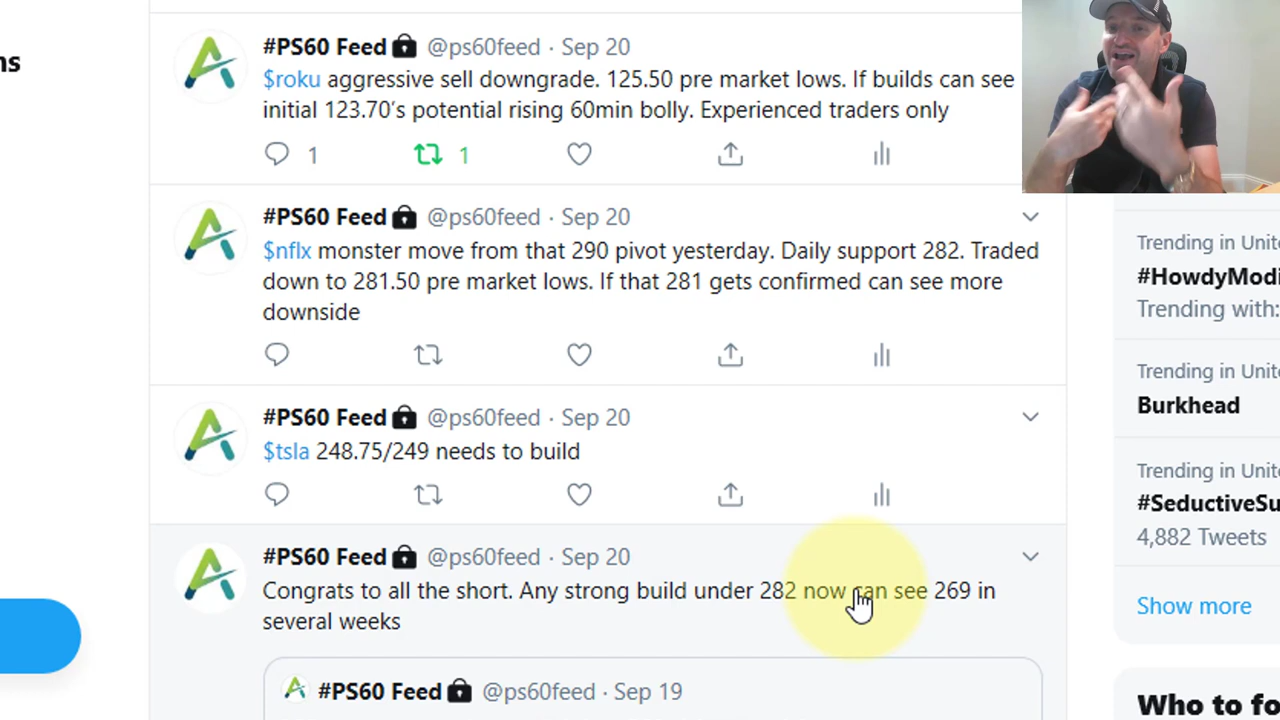 ns
#PS60 Feed @ps60feed · Sep 20
$roku aggressive sell downgrade. 125.50 pre market lows. If builds can see
initial 123.70's potential rising 60min bolly. Experienced traders only
1 1
#PS60 Feed @ps60feed · Sep 20
$nflx monster move from that 290 pivot yesterday. Daily support 282. Traded
down to 281.50 pre market lows. If that 281 gets confirmed can see more
downside
#PS60 Feed @ps60feed · Sep 20
$tsla 248.75/249 needs to build
#PS60 Feed @ps60feed · Sep 20
Congrats to all the short. Any strong build under 282 now can see 269 in
several weeks
#PS60 Feed @ps60feed · Sep 19
Trending in Unite
#HowdyModi
Trending with:
Trending in Unite
Burkhead
Trending in Unite
#SeductiveSu
4,882 Tweets
Show more
Who to fo